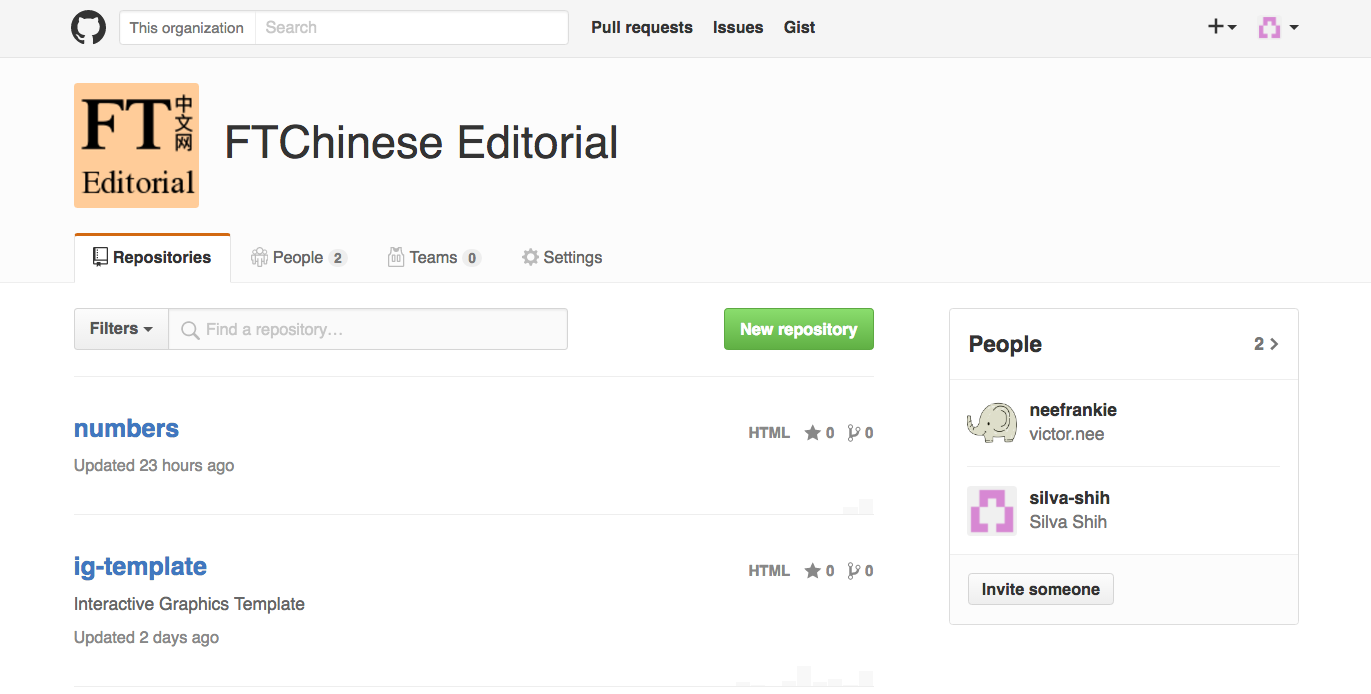 This organization Search Pull requests Issues Gist
FT中文网
Editorial
FTChinese Editorial
Repositories People 2 Teams 0 Settings
Filters Find a repository… New repository
numbers HTML 0 0
Updated 23 hours ago
ig-template HTML 0 0
Interactive Graphics Template
Updated 2 days ago
People 2
neefrankie
victor.nee
silva-shih
Silva Shih
Invite someone